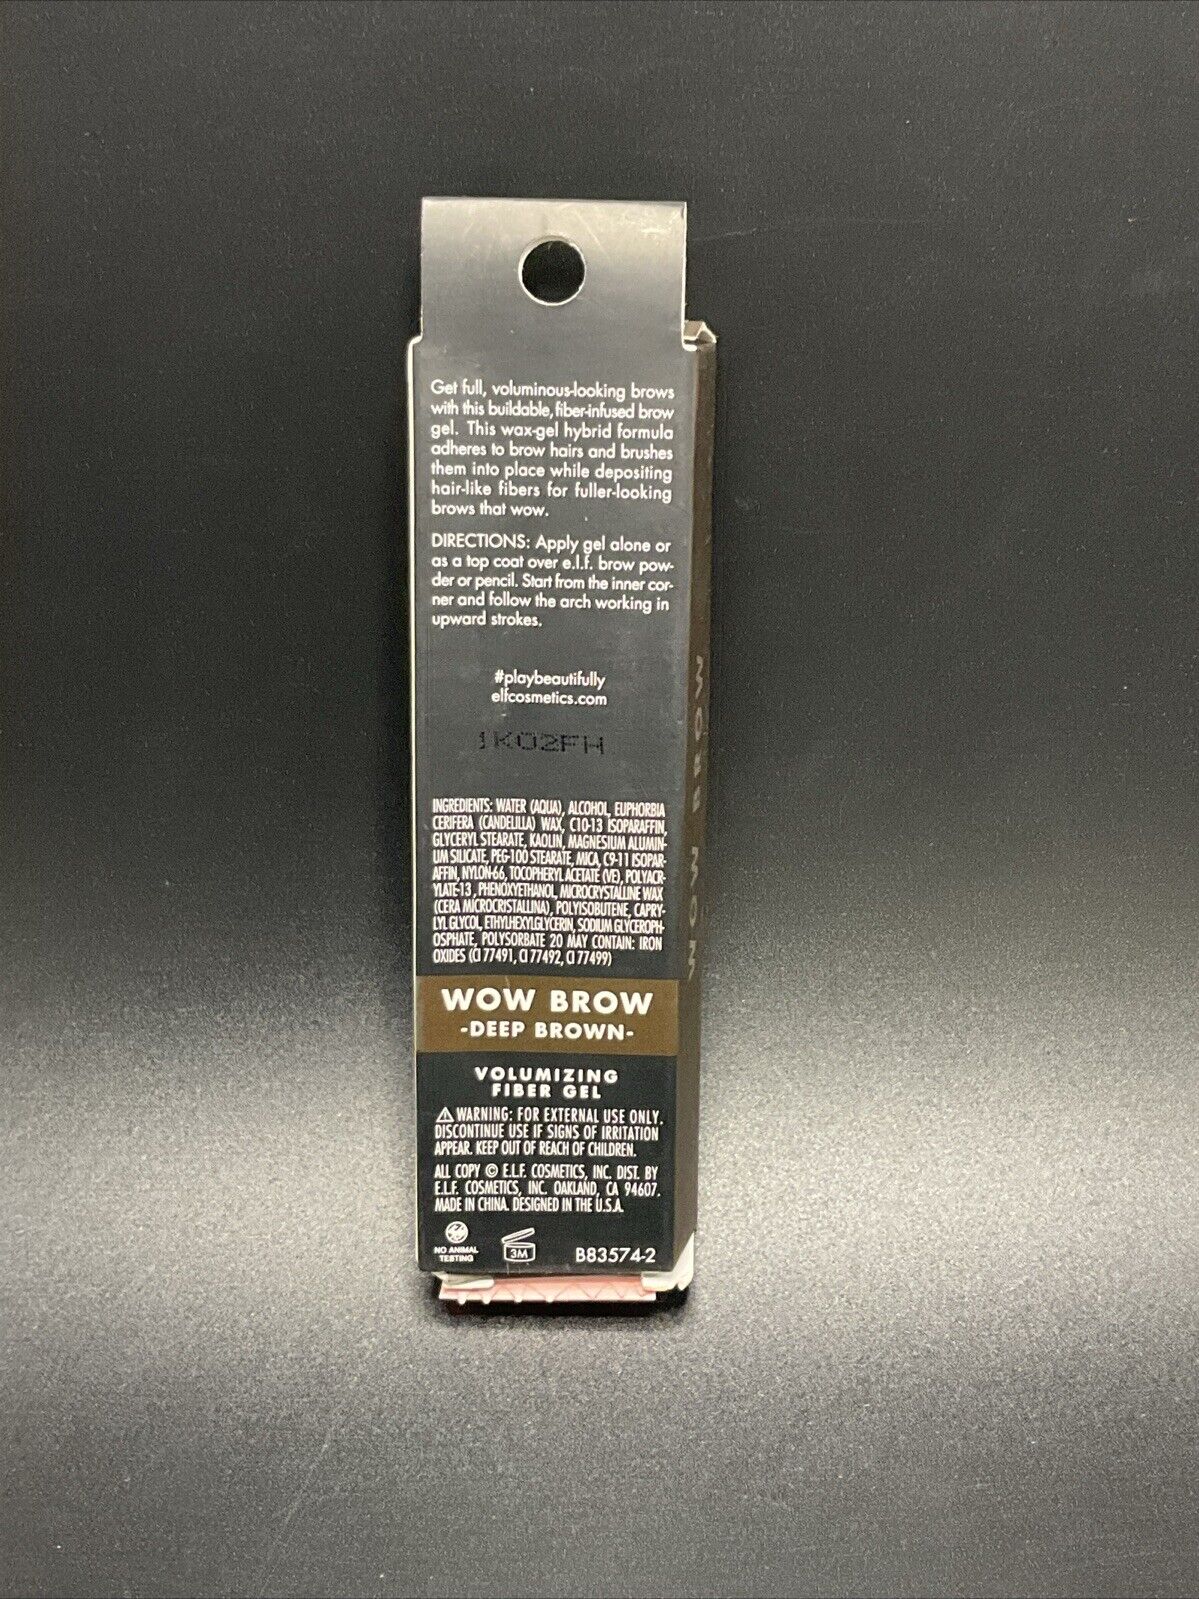 Get full, voluminous-looking brows
with this buildable, fiber-infused brow
gel. This wax-gel hybrid formula
adheres to brow hairs and brushes
them into place while depositing
hair-like fibers for fuller-looking
brows that wow.
DIRECTIONS: Apply gel alone or
as a top coat over e.l.f. brow pow-
der or pencil. Start from the inner cor-
ner and follow the arch working in
upward strokes.
#playbeautifully
elfcosmetics.com
1K02FH
INGREDIENTS: WATER (AQUA), ALCOHOL, EUPHORBIA
CERIFERA (CANDELILLA) WAX, C10-13 ISOPARAFFIN,
GLYCERYL STEARATE, KAOLIN, MAGNESIUM ALUMIN-
UM SILICATE, PEG-100 STEARATE, MICA, C9-11 ISOPAR-
AFFIN, NYLON-66, TOCOPHERYL ACETATE (VE), POLYACR-
YLATE-13, PHENOXYETHANOL, MICROCRYSTALLINE WAX
(CERA MICROCRISTALLINA), POLYISOBUTENE, CAPRY-
LYL GLYCOL, ETHYLHEXYLGLYCERIN, SODIUM GLYCEROPH-
OSPHATE, POLYSORBATE 20 MAY CONTAIN: IRON
OXIDES (CI 77491, CI 77492, CI 77499)
WOW BROW
-DEEP BROWN-
VOLUMIZING
FIBER GEL
⚠ WARNING: FOR EXTERNAL USE ONLY.
DISCONTINUE USE IF SIGNS OF IRRITATION
APPEAR. KEEP OUT OF REACH OF CHILDREN.
ALL COPY © E.L.F. COSMETICS, INC. DIST. BY
E.L.F. COSMETICS, INC. OAKLAND, CA 94607.
MADE IN CHINA. DESIGNED IN THE U.S.A.
NO ANIMAL
TESTING
3M
B83574-2
WOW BROW